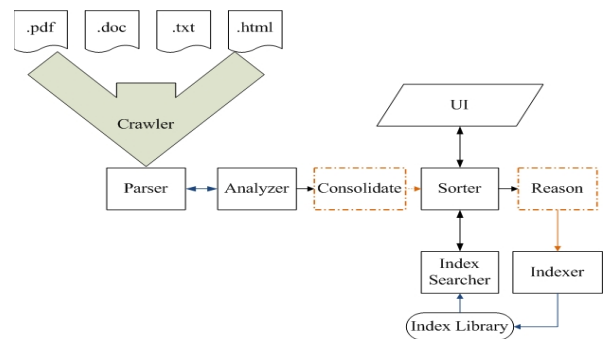 .pdf
.doc
.txt
.html
Crawler
UI
Parser
Analyzer
Consolidate
Sorter
Reason
Index
Searcher
Indexer
Index Library